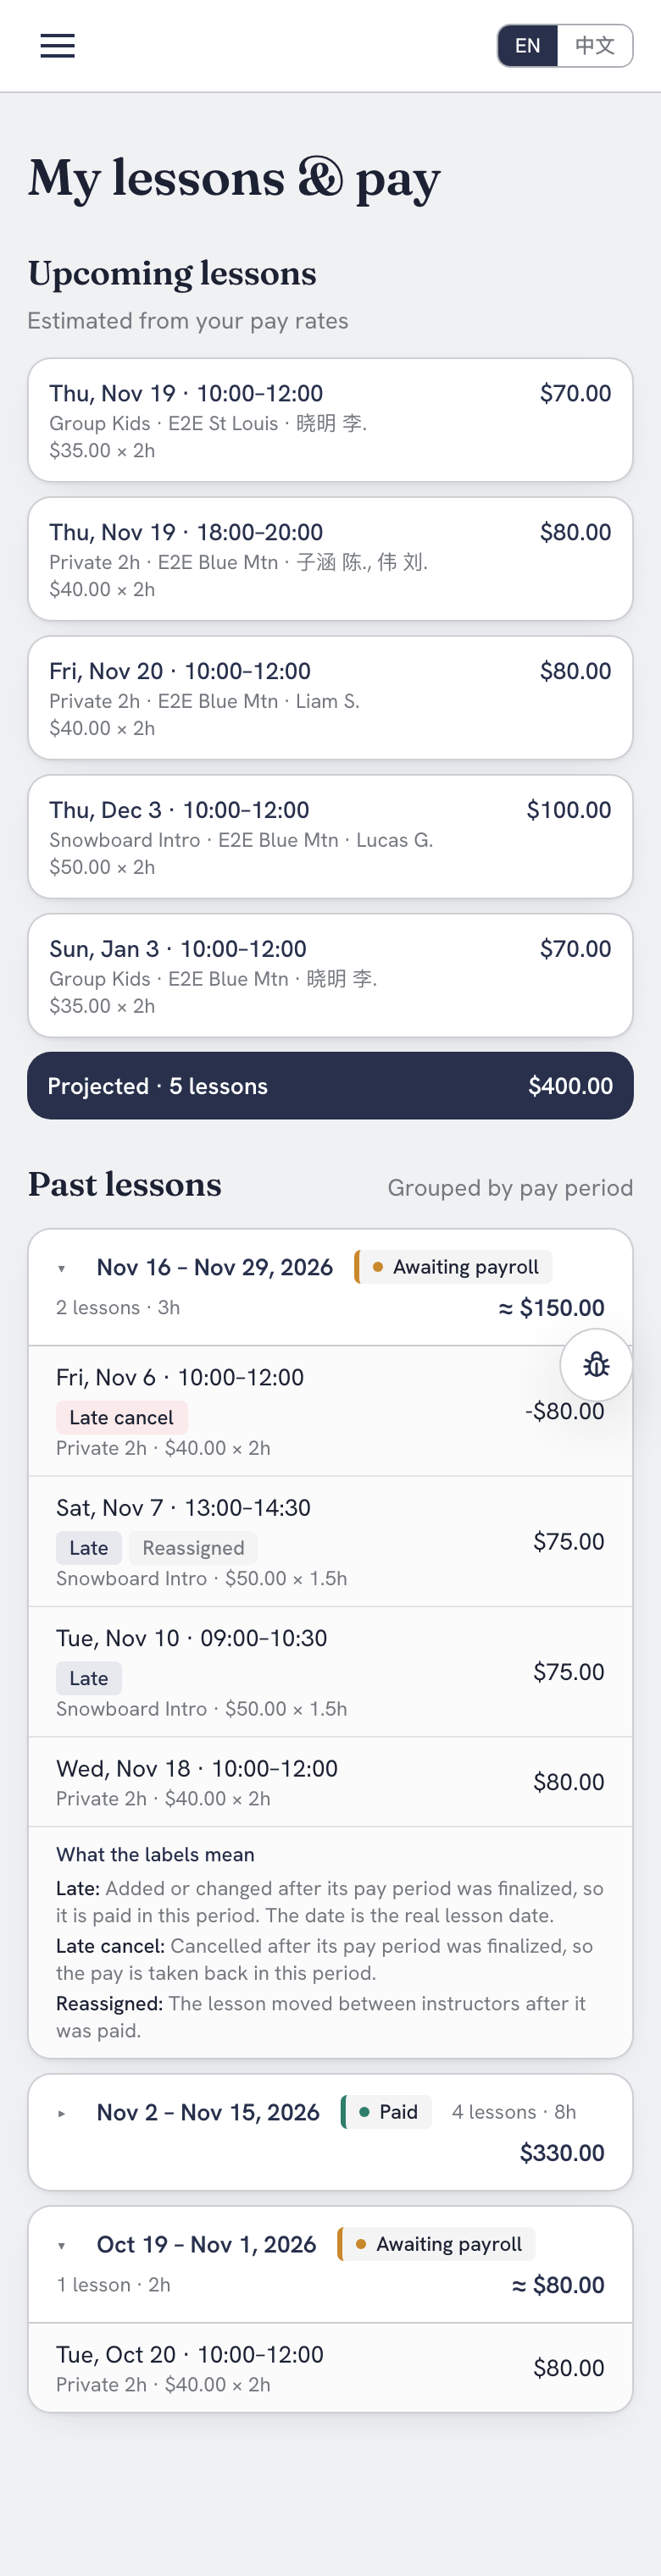 EN 中文
My lessons & pay
Upcoming lessons
Estimated from your pay rates
Thu, Nov 19 · 10:00–12:00 $70.00
Group Kids · E2E St Louis · 晓明 李.
$35.00 × 2h
Thu, Nov 19 · 18:00–20:00 $80.00
Private 2h · E2E Blue Mtn · 子涵 陈., 伟 刘.
$40.00 × 2h
Fri, Nov 20 · 10:00–12:00 $80.00
Private 2h · E2E Blue Mtn · Liam S.
$40.00 × 2h
Thu, Dec 3 · 10:00–12:00 $100.00
Snowboard Intro · E2E Blue Mtn · Lucas G.
$50.00 × 2h
Sun, Jan 3 · 10:00–12:00 $70.00
Group Kids · E2E Blue Mtn · 晓明 李.
$35.00 × 2h
Projected · 5 lessons $400.00
Past lessons Grouped by pay period
Nov 16 – Nov 29, 2026 Awaiting payroll
2 lessons · 3h ≈ $150.00
Fri, Nov 6 · 10:00–12:00
Late cancel -$80.00
Private 2h · $40.00 × 2h
Sat, Nov 7 · 13:00–14:30
Late Reassigned $75.00
Snowboard Intro · $50.00 × 1.5h
Tue, Nov 10 · 09:00–10:30
Late $75.00
Snowboard Intro · $50.00 × 1.5h
Wed, Nov 18 · 10:00–12:00 $80.00
Private 2h · $40.00 × 2h
What the labels mean
Late: Added or changed after its pay period was finalized, so
it is paid in this period. The date is the real lesson date.
Late cancel: Cancelled after its pay period was finalized, so
the pay is taken back in this period.
Reassigned: The lesson moved between instructors after it
was paid.
Nov 2 – Nov 15, 2026 Paid 4 lessons · 8h
$330.00
Oct 19 – Nov 1, 2026 Awaiting payroll
1 lesson · 2h ≈ $80.00
Tue, Oct 20 · 10:00–12:00 $80.00
Private 2h · $40.00 × 2h